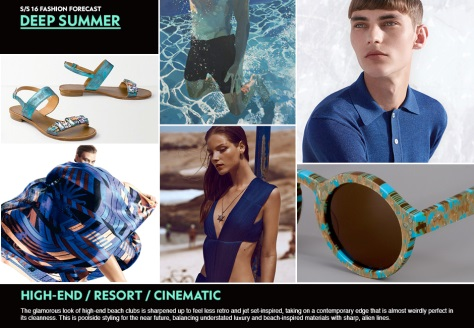 S/S 16 FASHION FORECAST
DEEP SUMMER
HIGH-END / RESORT / CINEMATIC
The glamorous look of high-end beach clubs is sharpened up to feel less retro and jet set-inspired, taking on a contemporary edge that is almost weirdly perfect in
its cleanness. This is poolside styling for the near future, balancing understated luxury and beach-inspired materials with sharp, alien lines.